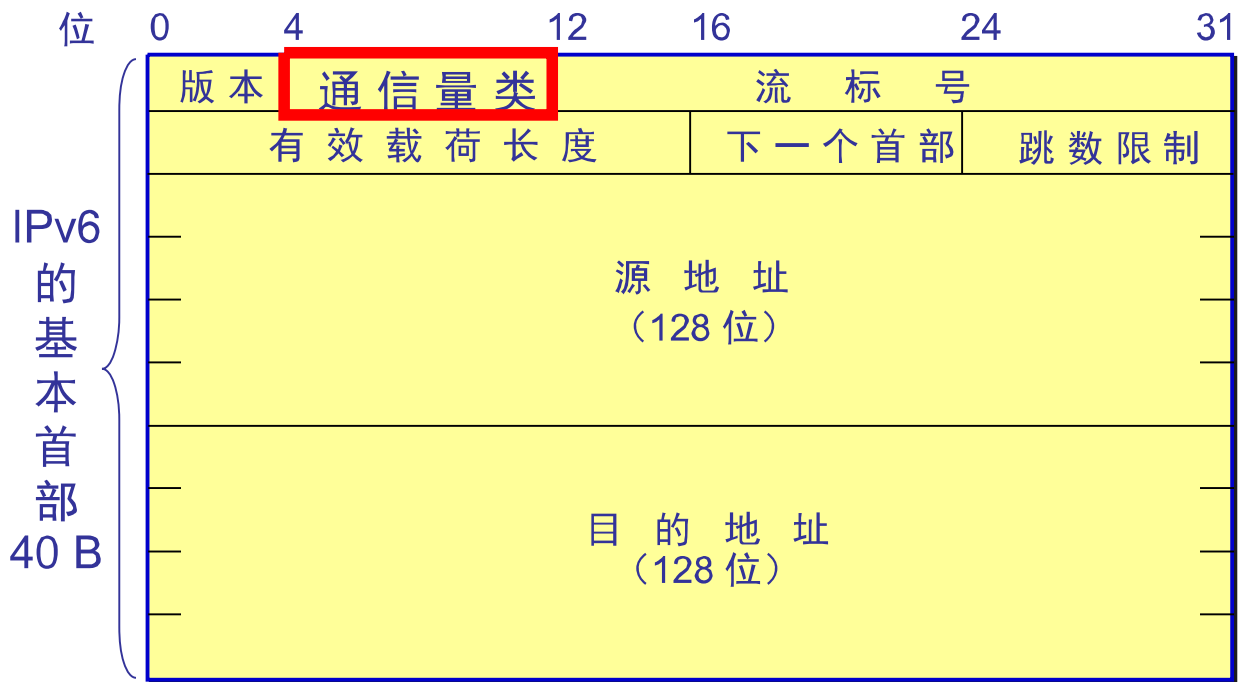 位 0 4 12 16 24 31
版本 通信量类 流标号
有效载荷长度 下一个首部 跳数限制
IPv6
的
基
本
首
部
40 B
源地址
（128 位）
目的地址
（128 位）